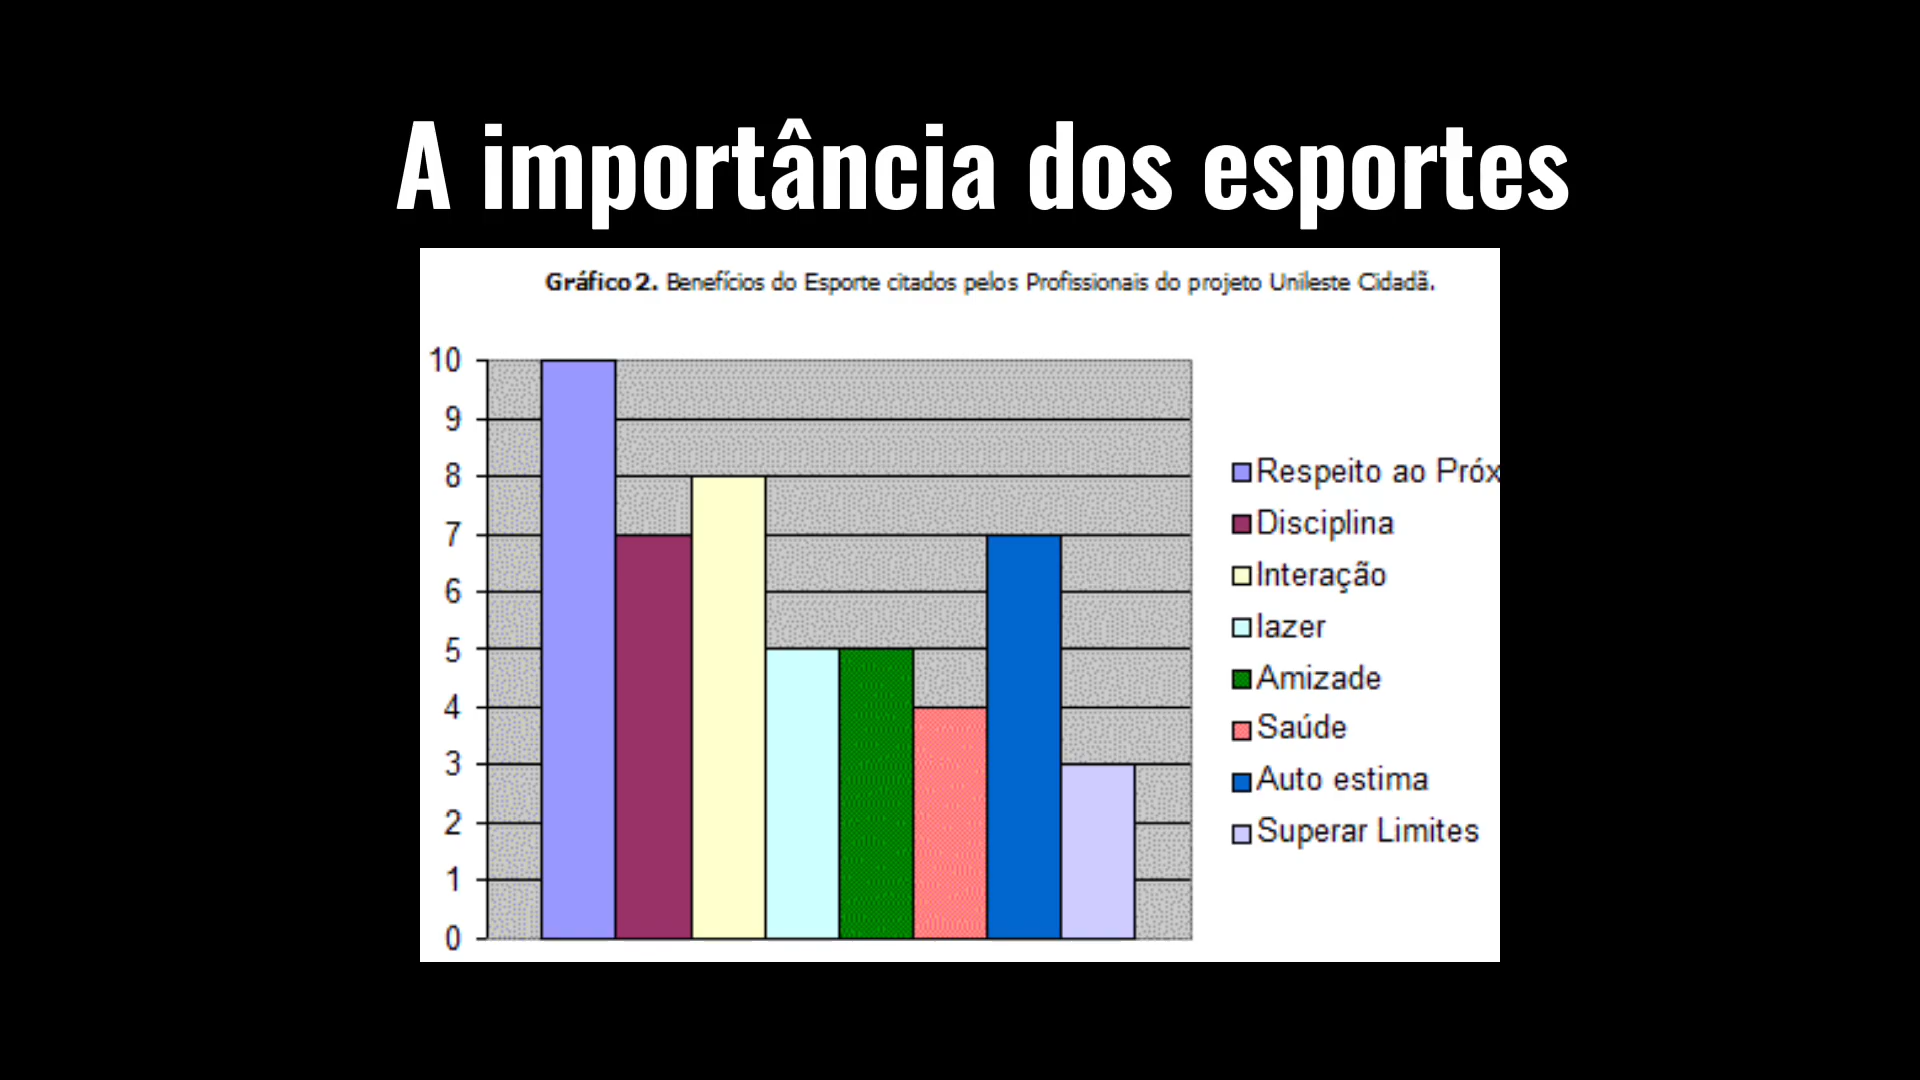 A importância dos esportes
Gráfico 2. Benefícios do Esporte citados pelos Profissionais do projeto Unileste Cidadã.
10
9
8
7
6
5
4
3
2
1
0
Respeito ao Próx
Disciplina
Interação
lazer
Amizade
Saúde
Auto estima
Superar Limites